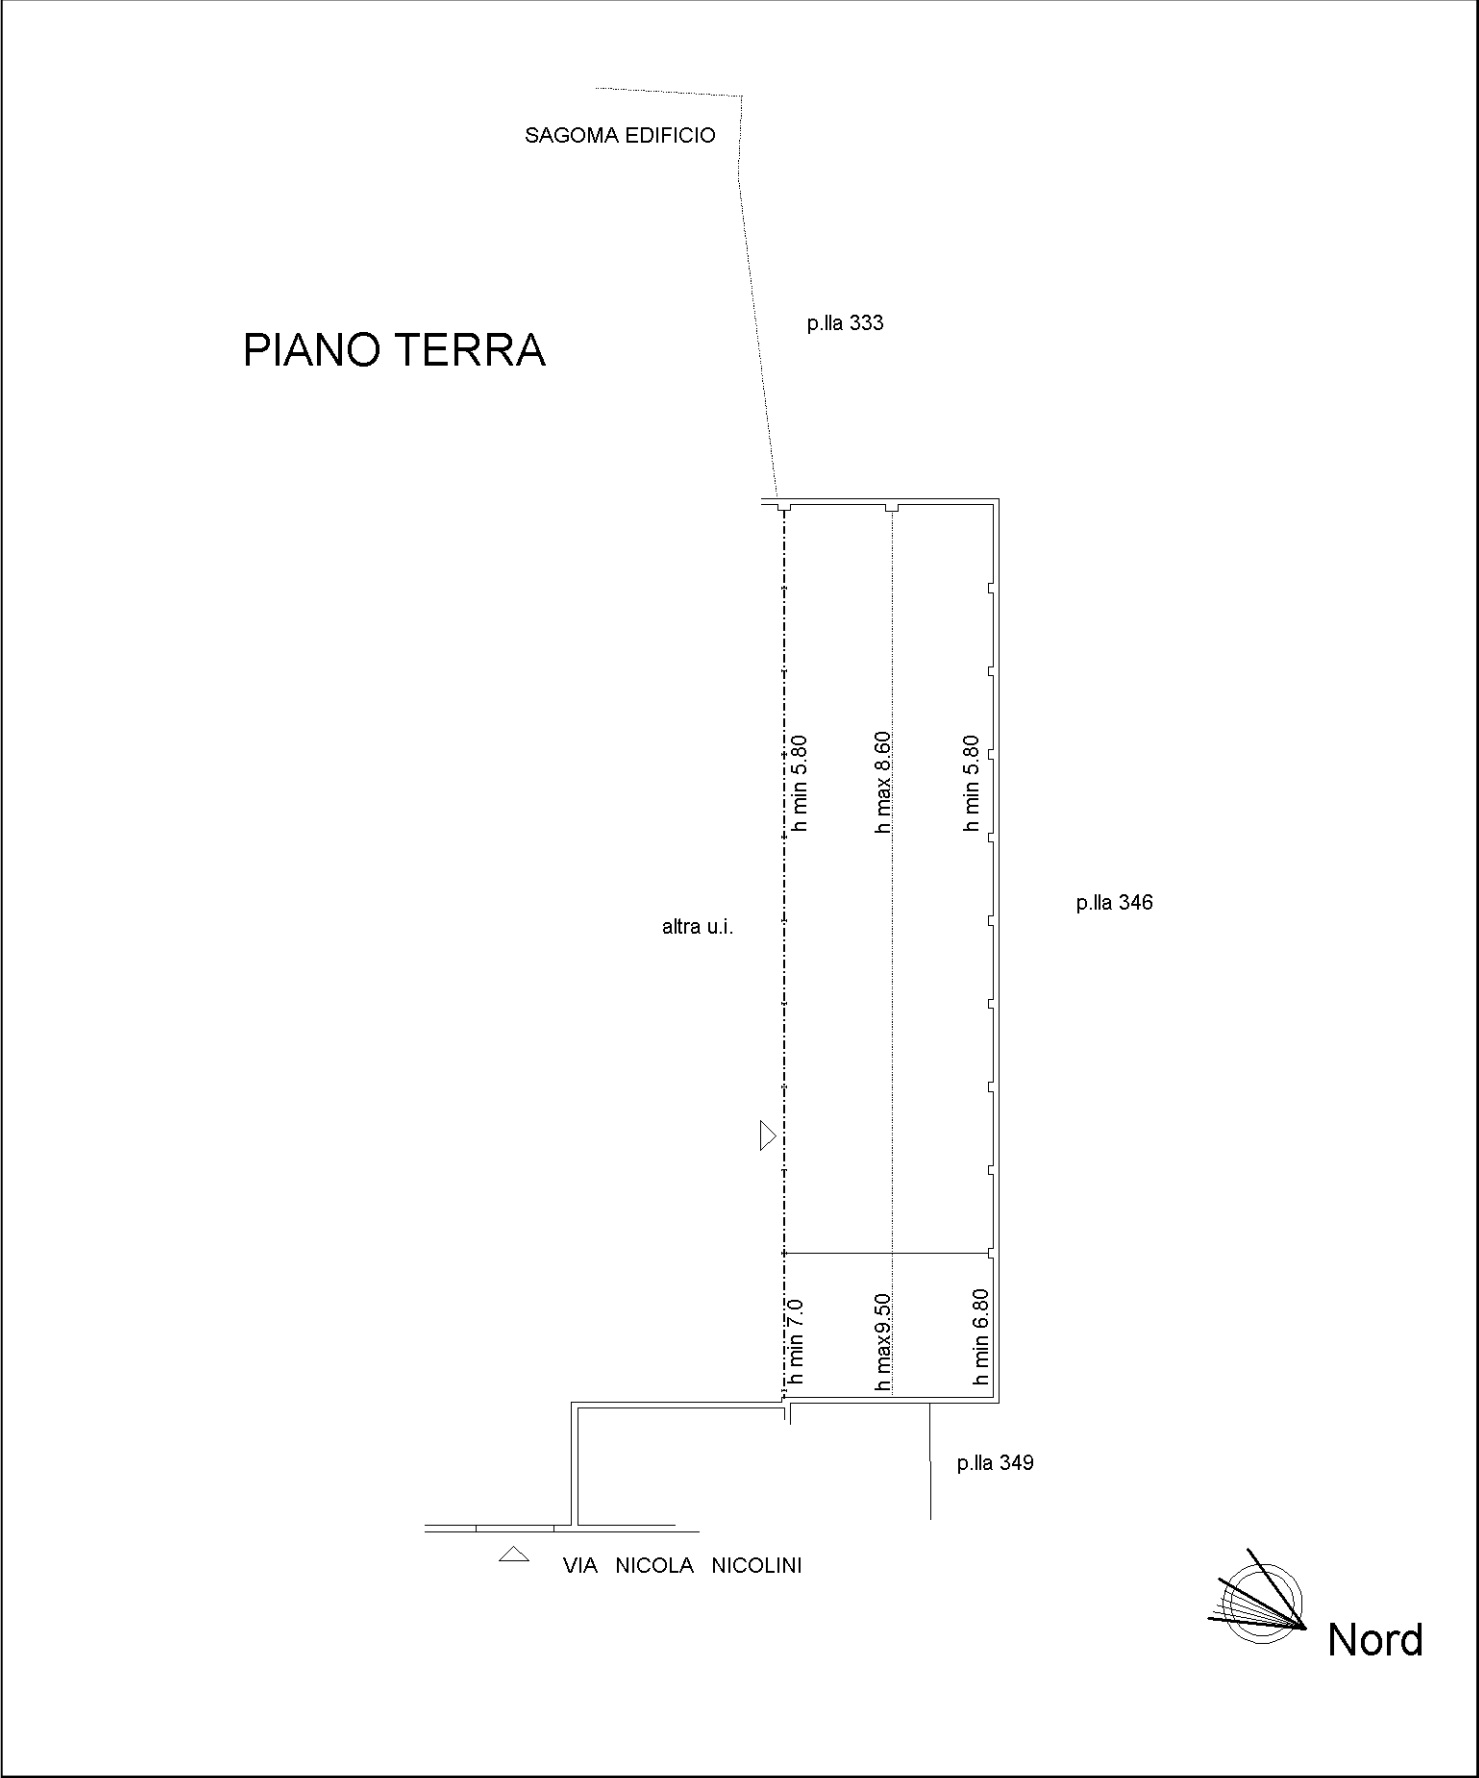 SAGOMA EDIFICIO
p.lla 333
PIANO TERRA
h min 5.80
h max 8.60
h min 5.80
p.lla 346
altra u.i.
h min 7.0
h max9.50
h min 6.80
p.lla 349
VIA NICOLA NICOLINI
Nord